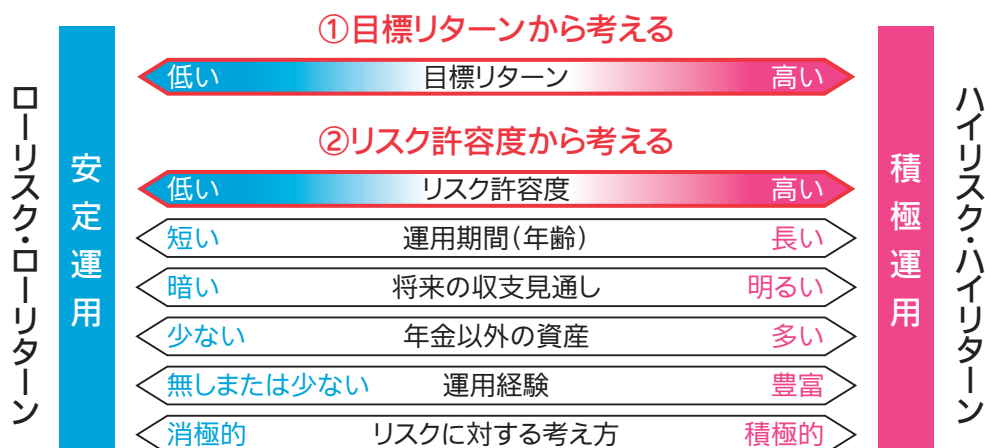 ①目標リターンから考える
低い 目標リターン 高い
②リスク許容度から考える
低い リスク許容度 高い
短い 運用期間(年齢) 長い
暗い 将来の収支見通し 明るい
少ない 年金以外の資産 多い
無しまたは少ない 運用経験 豊富
消極的 リスクに対する考え方 積極的
ローリスク・ローリターン
安定運用
積極運用
ハイリスク・ハイリターン